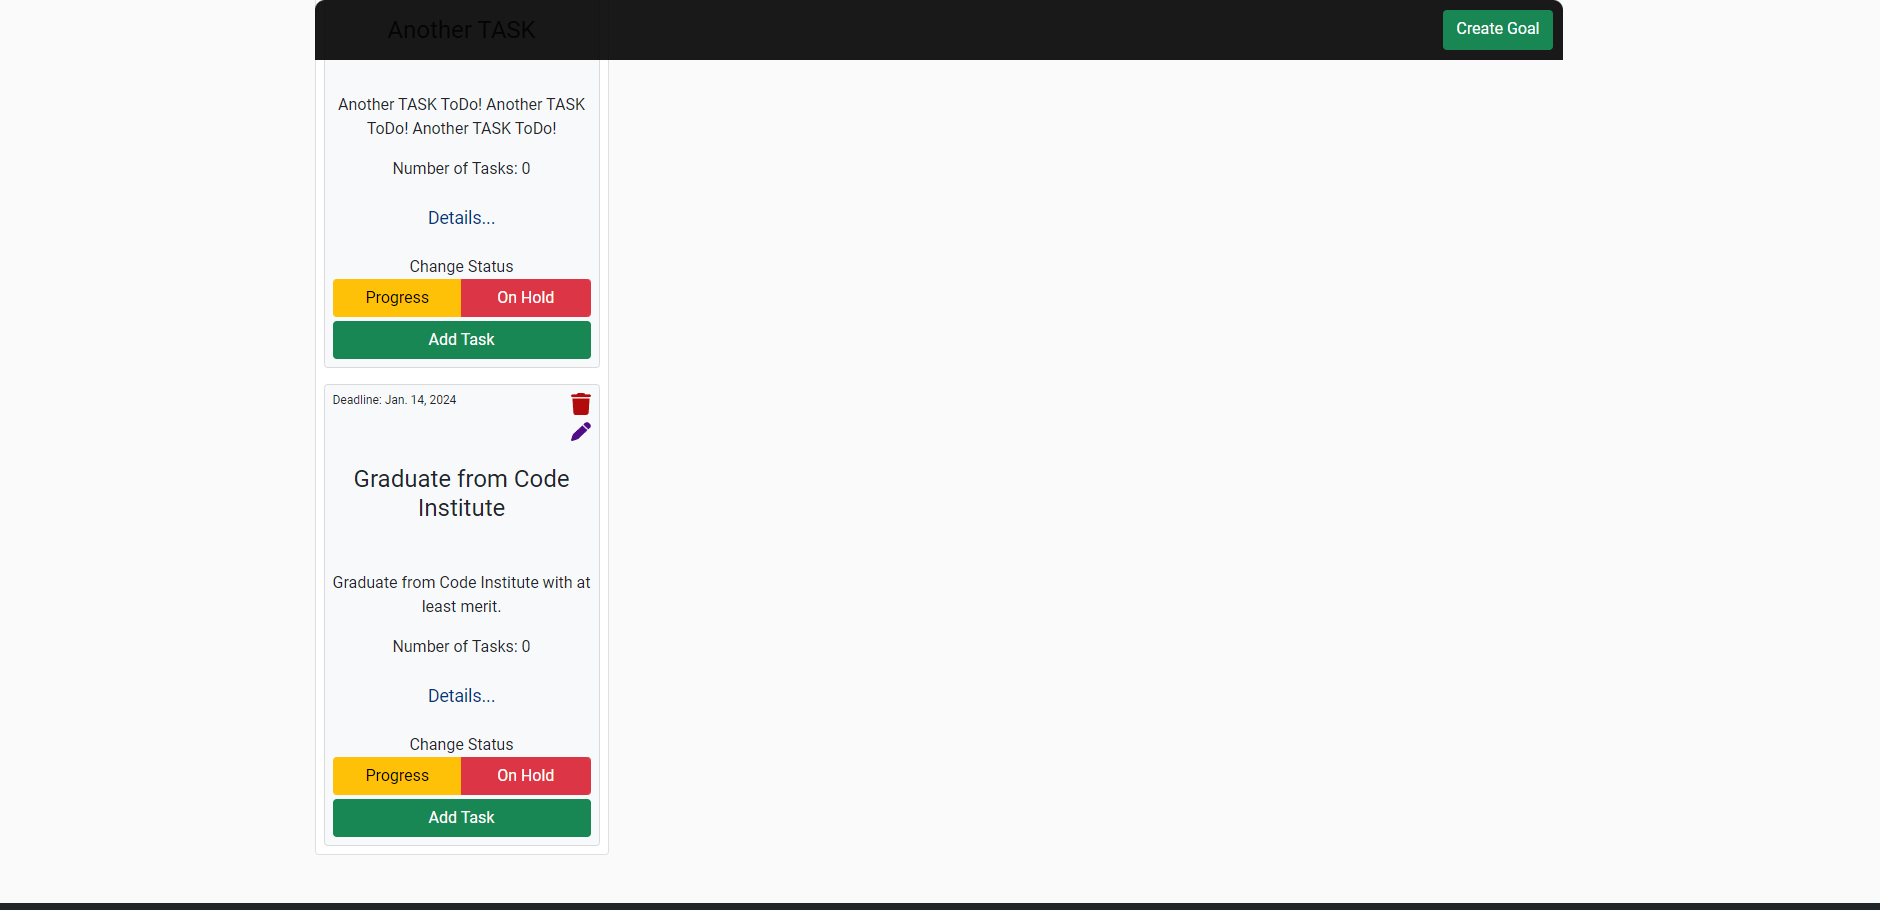 Another TASK
Create Goal
Another TASK ToDo! Another TASK
ToDo! Another TASK ToDo!
Number of Tasks: 0
Details...
Change Status
Progress
On Hold
Add Task
Deadline: Jan. 14, 2024
Graduate from Code
Institute
Graduate from Code Institute with at
least merit.
Number of Tasks: 0
Details...
Change Status
Progress
On Hold
Add Task